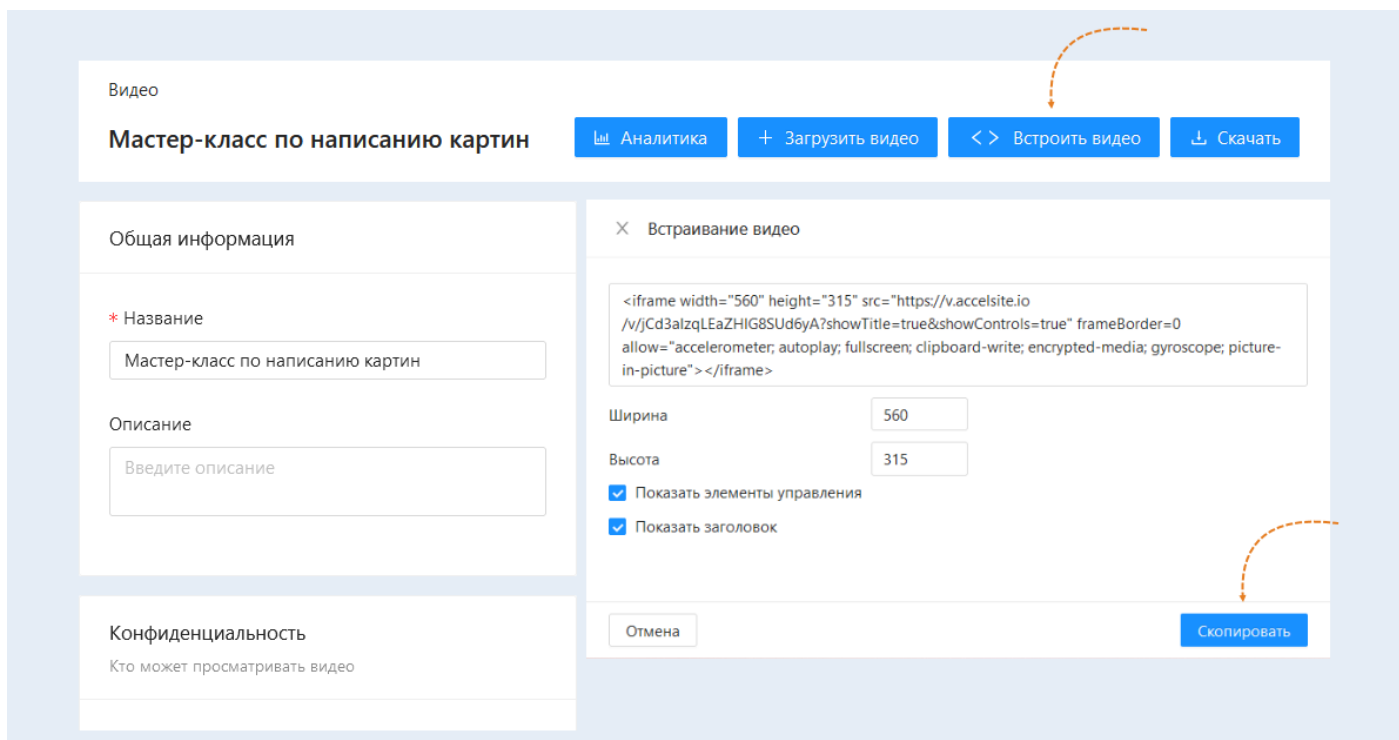 Видео
Мастер-класс по написанию картин
Аналитика
+ Загрузить видео
< > Встроить видео
Скачать
Общая информация
* Название
Мастер-класс по написанию картин
Описание
Введите описание
Конфиденциальность
Кто может просматривать видео
Встраивание видео
<iframe width="560" height="315" src="https://v.accelsite.io
/v/jCd3aIzqLEaZHIG8SUd6yA?showTitle=true&showControls=true" frameBorder=0
allow="accelerometer; autoplay; fullscreen; clipboard-write; encrypted-media; gyroscope; picture-
in-picture"></iframe>
Ширина 560
Высота 315
Показать элементы управления
Показать заголовок
Отмена
Скопировать